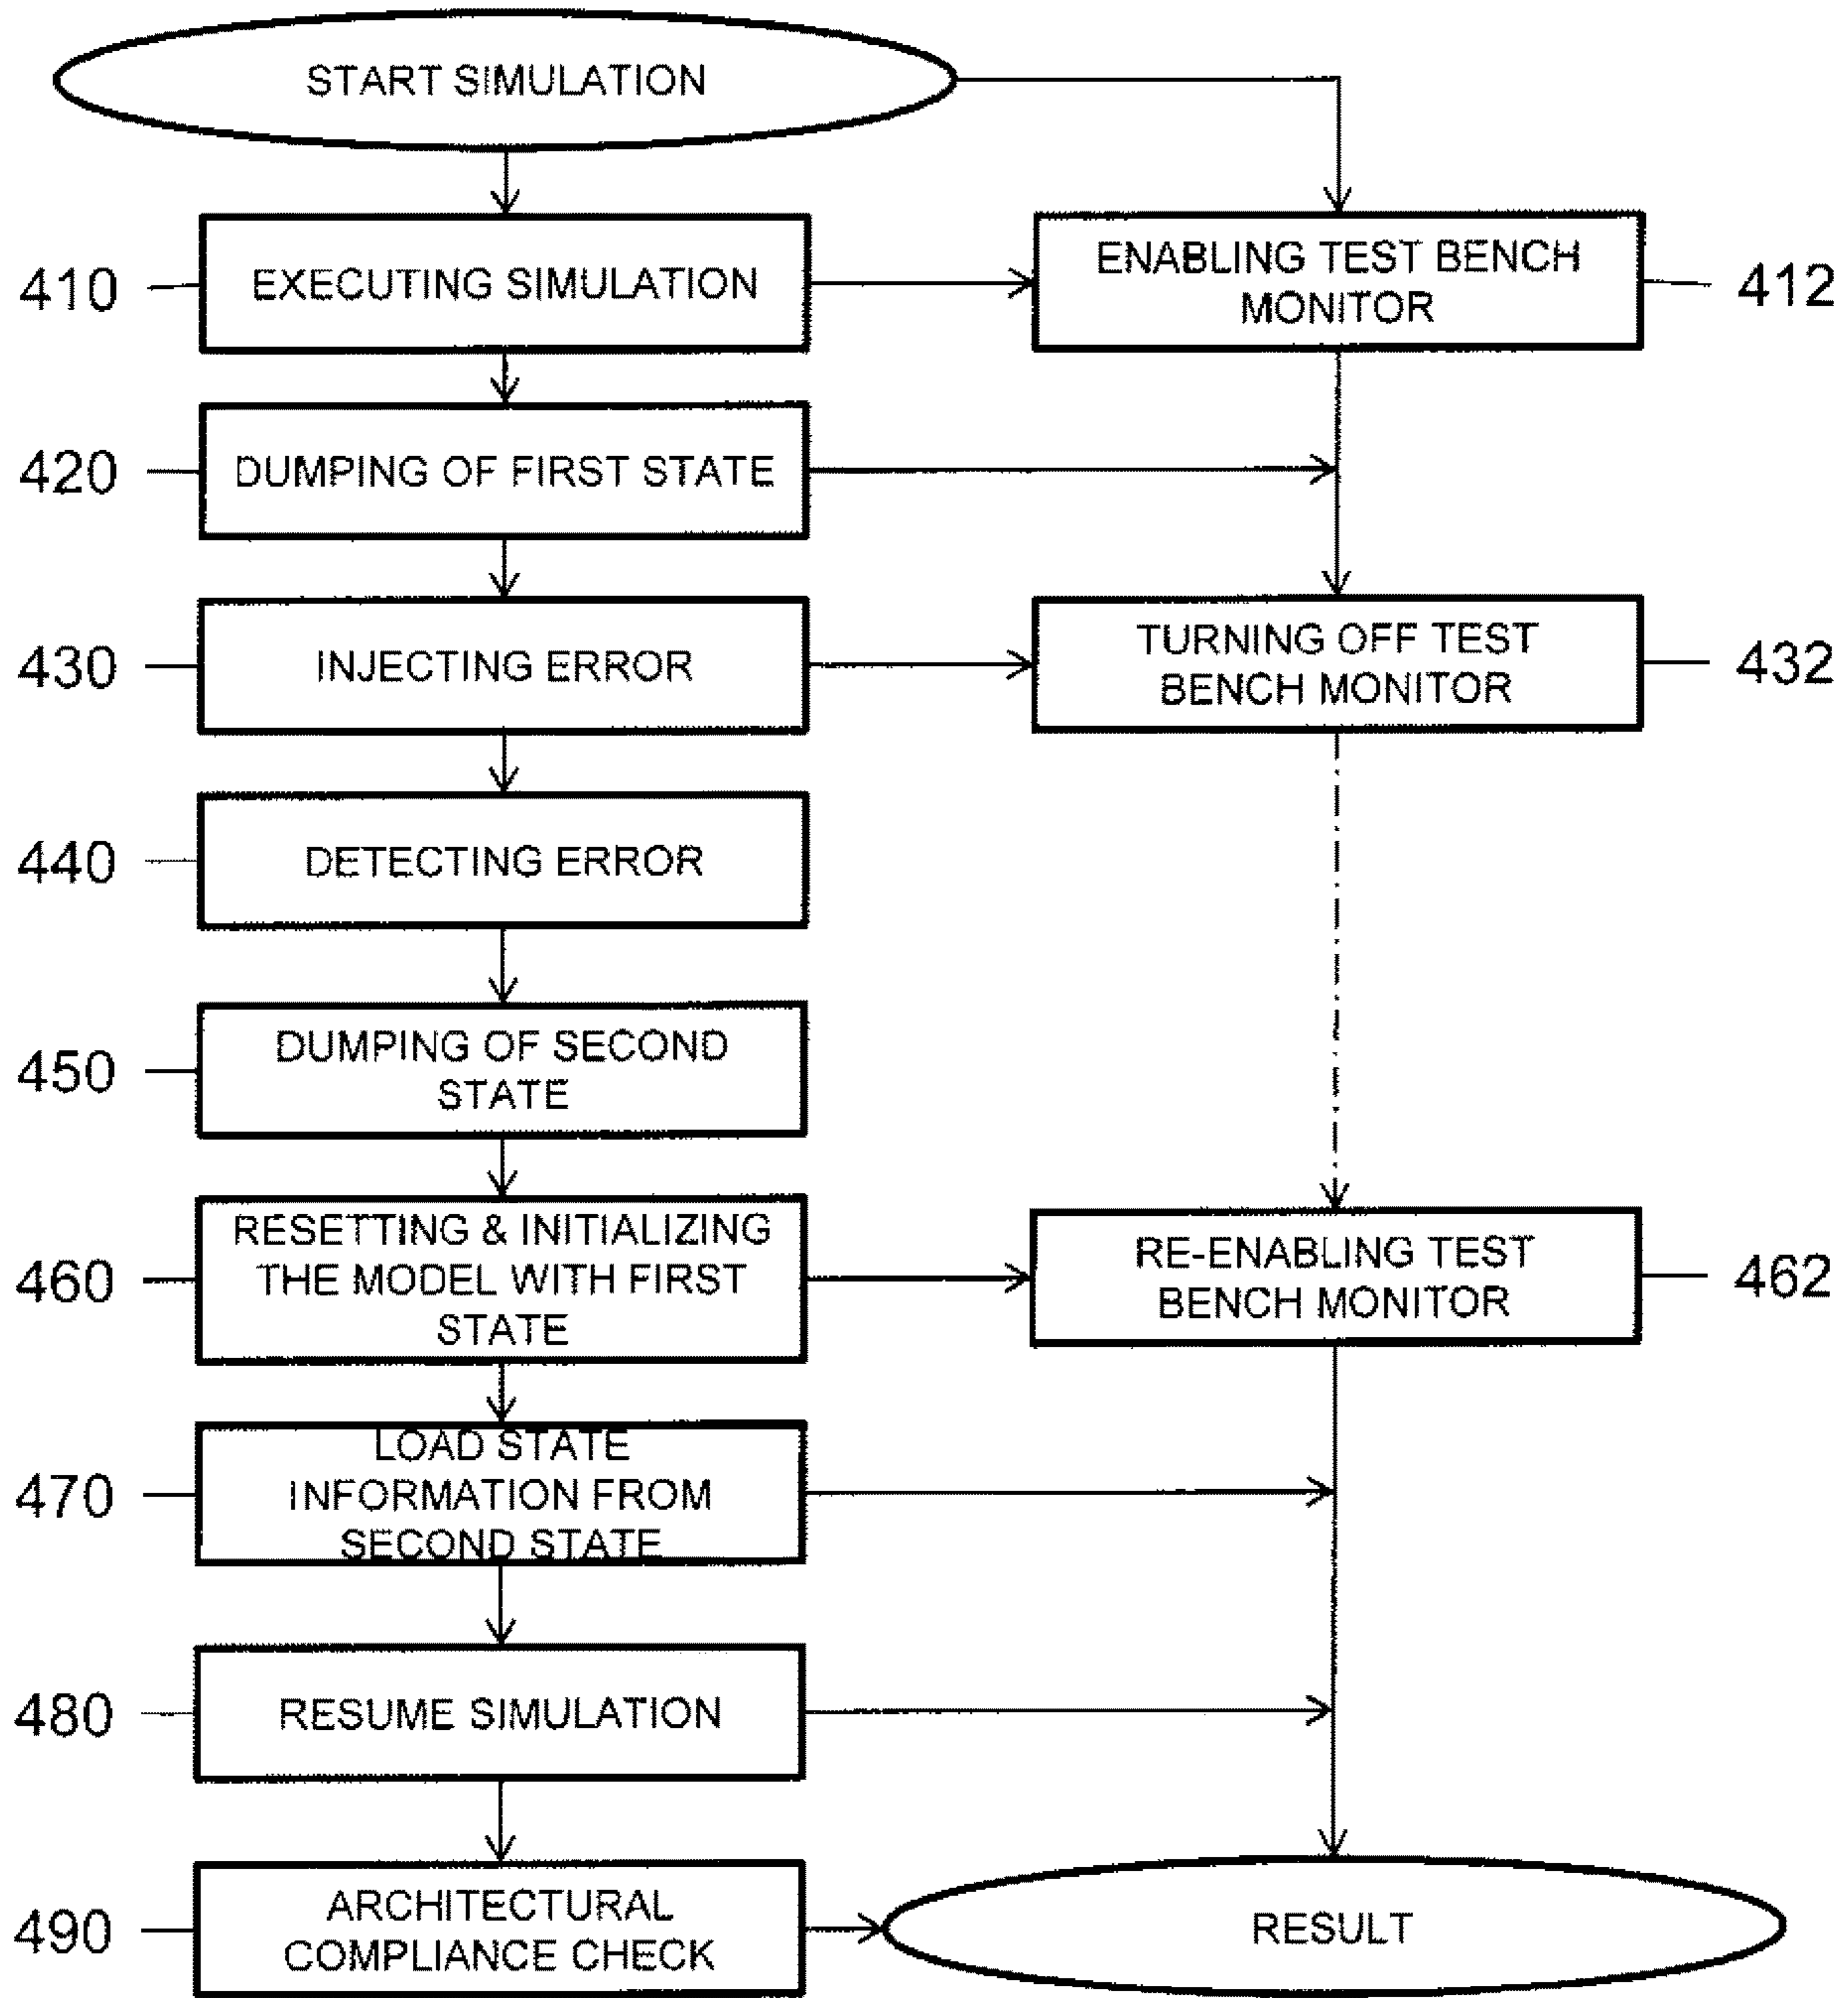 START SIMULATION
410
EXECUTING SIMULATION
ENABLING TEST BENCH
MONITOR
412
420
DUMPING OF FIRST STATE
430
INJECTING ERROR
TURNING OFF TEST
BENCH MONITOR
432
440
DETECTING ERROR
450
DUMPING OF SECOND
STATE
460
RESETTING & INITIALIZING
THE MODEL WITH FIRST
STATE
RE-ENABLING TEST
BENCH MONITOR
462
470
LOAD STATE
INFORMATION FROM
SECOND STATE
480
RESUME SIMULATION
490
ARCHITECTURAL
COMPLIANCE CHECK
RESULT